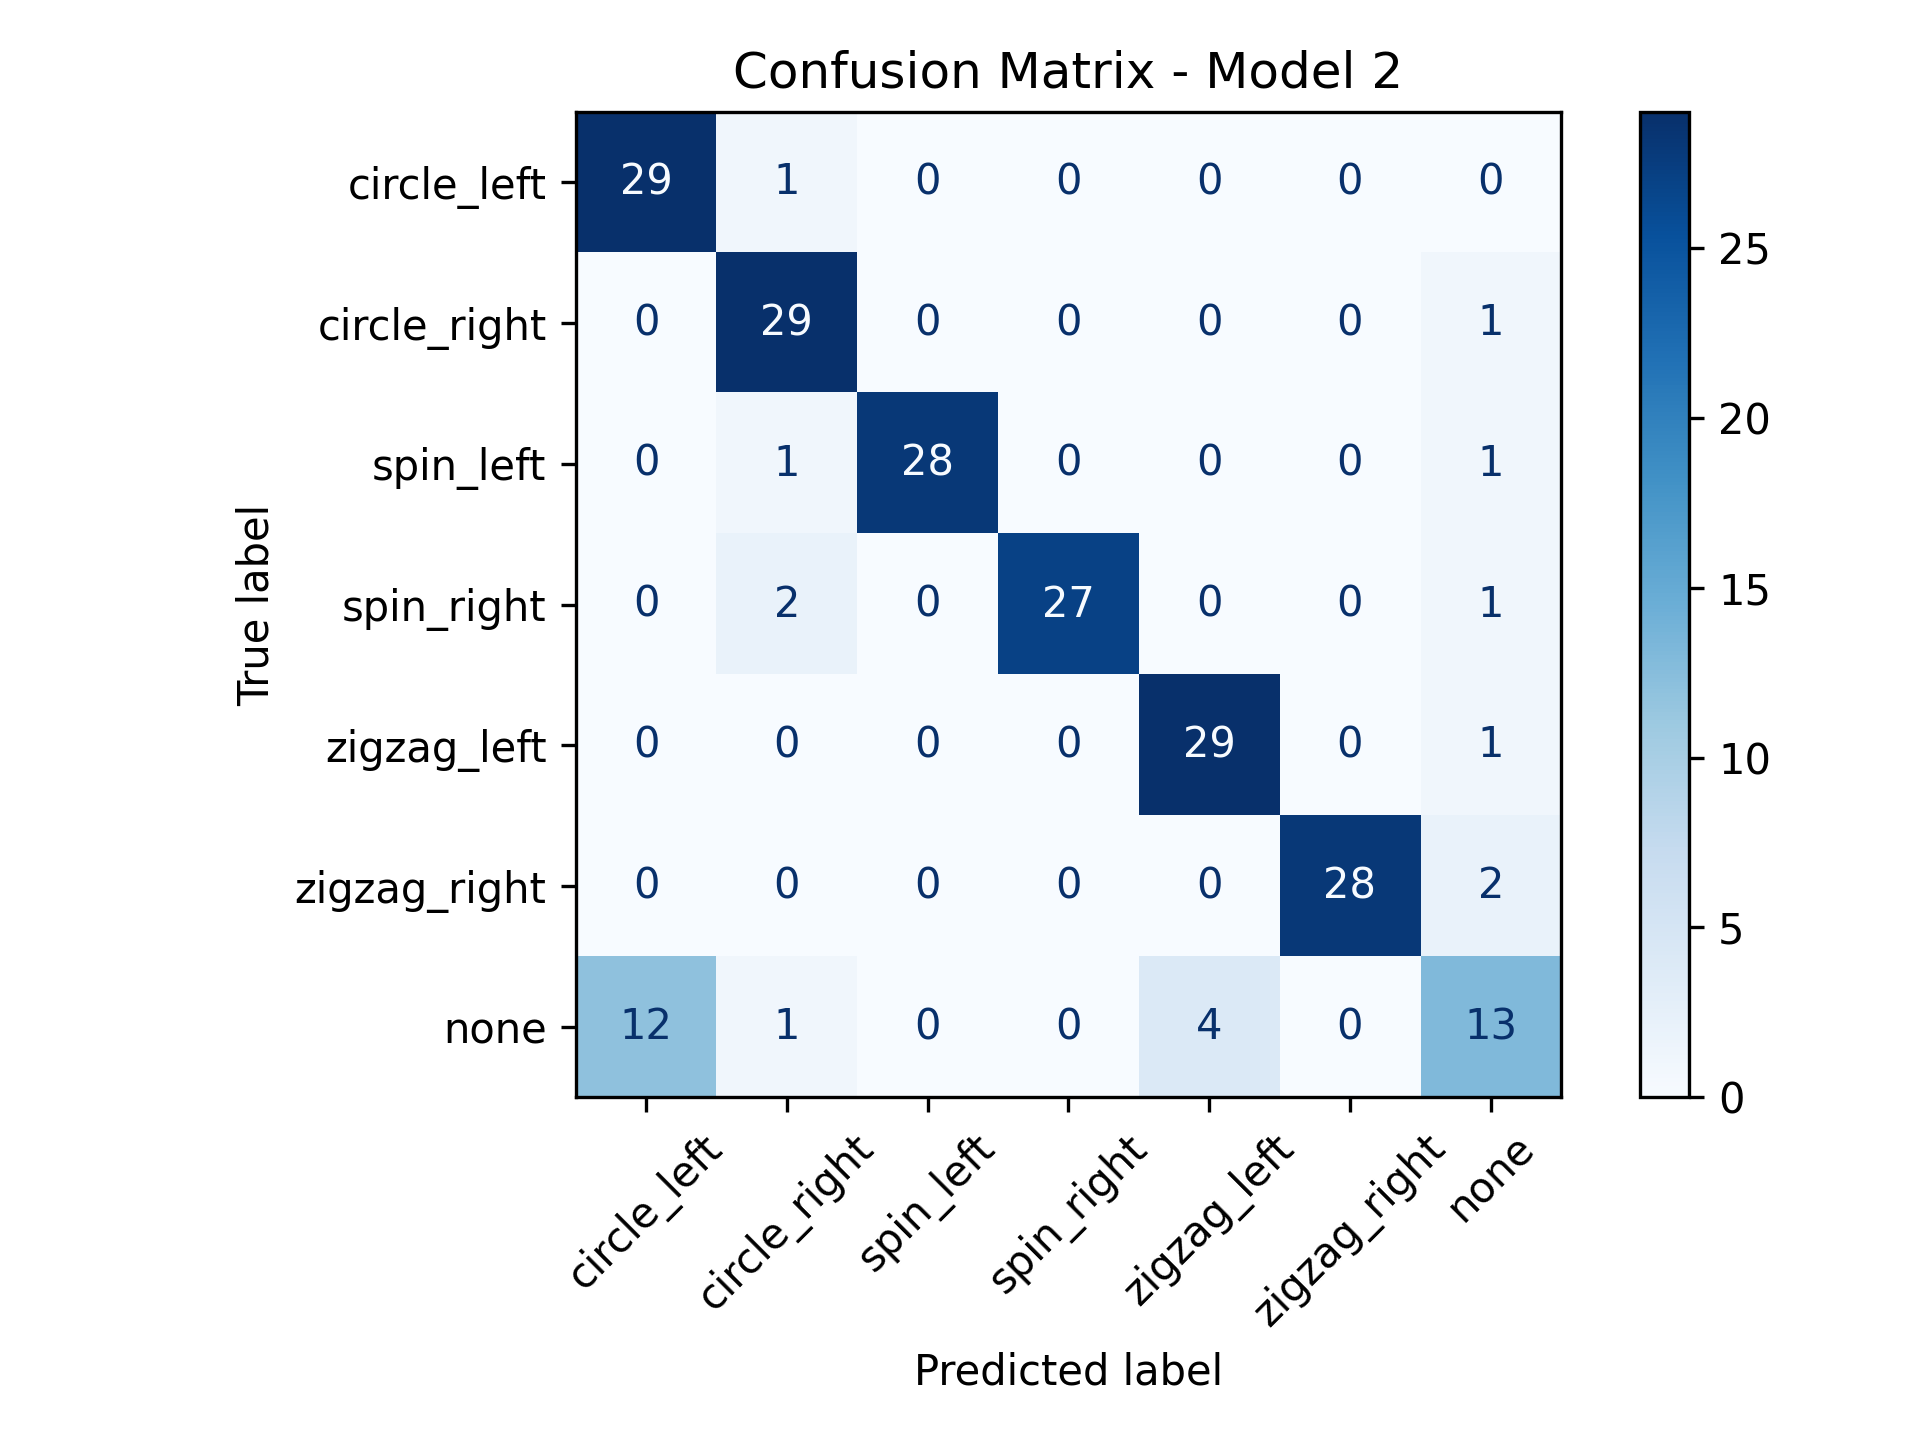 Confusion Matrix - Model 2
circle_left 29 1 0 0 0 0 0
circle_right 0 29 0 0 0 0 1
spin_left 0 1 28 0 0 0 1
spin_right 0 2 0 27 0 0 1
zigzag_left 0 0 0 0 29 0 1
zigzag_right 0 0 0 0 0 28 2
none 12 1 0 0 4 0 13
True label
circle_left circle_right spin_left spin_right zigzag_left zigzag_right none
Predicted label
25
20
15
10
5
0